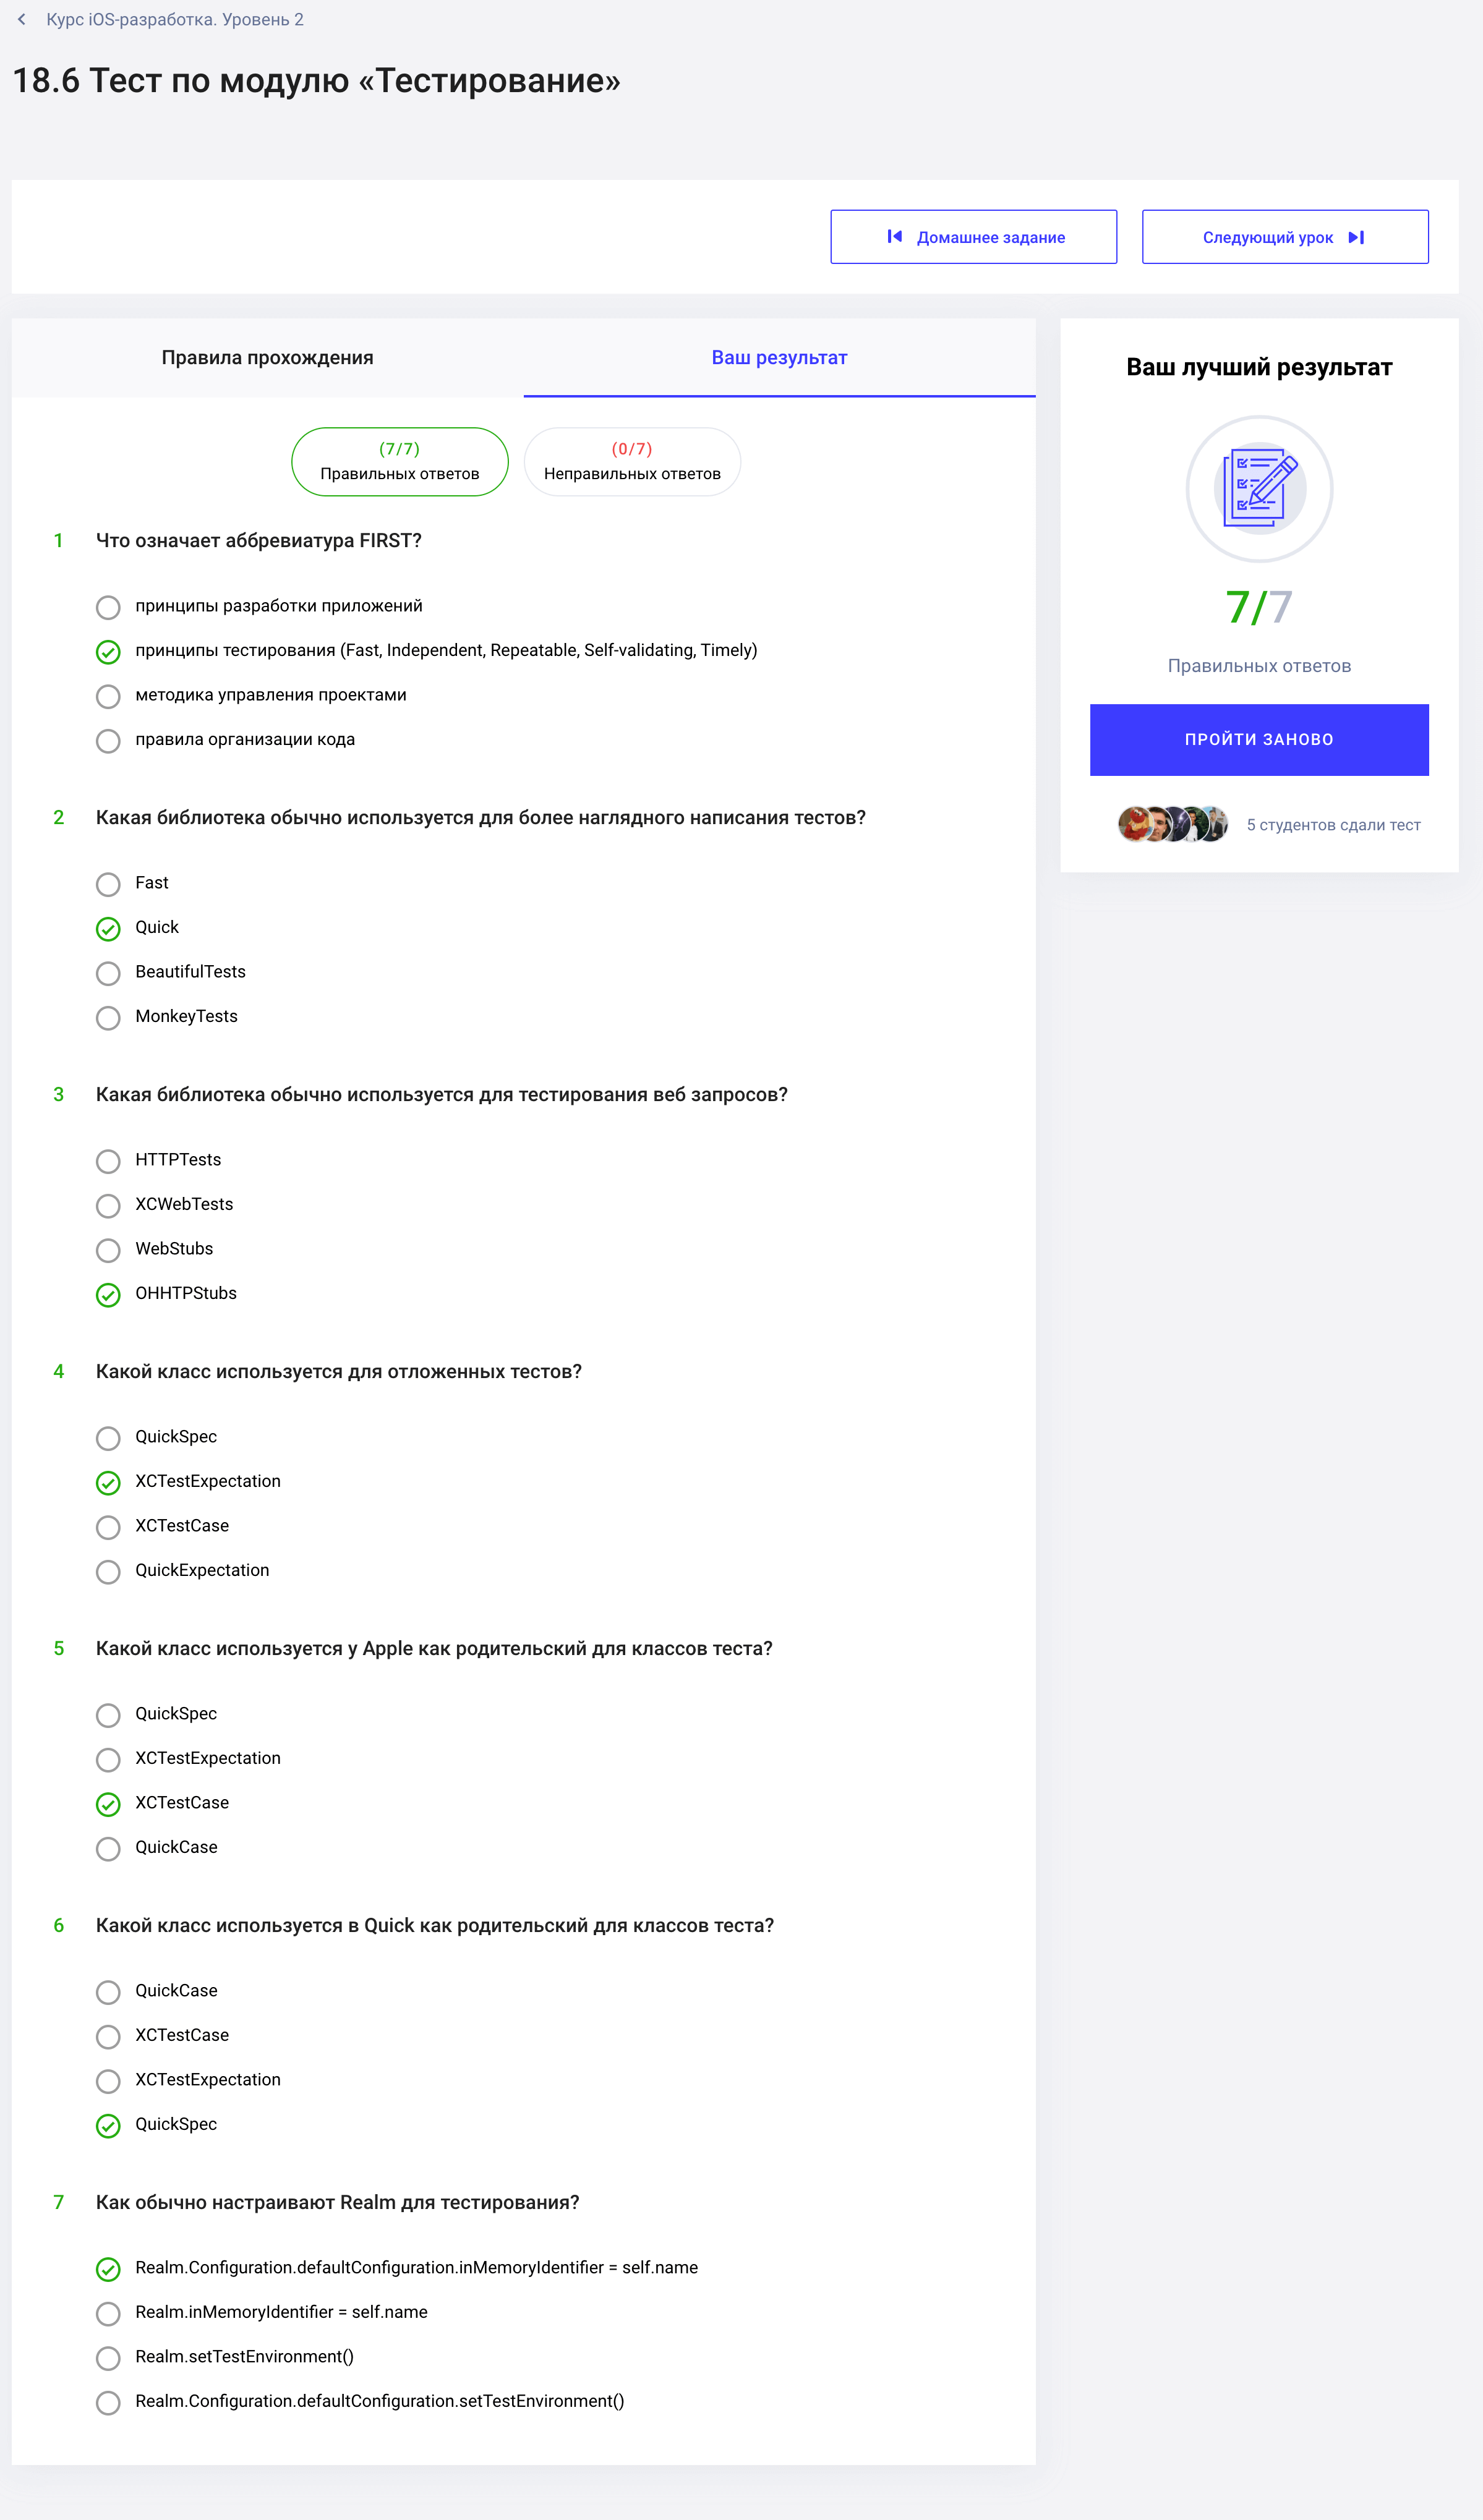 Курс iOS-разработка. Уровень 2
18.6 Тест по модулю «Тестирование»
Домашнее задание
Следующий урок
Правила прохождения
Ваш результат
(7/7)
Правильных ответов
(0/7)
Неправильных ответов
1 Что означает аббревиатура FIRST?
принципы разработки приложений
принципы тестирования (Fast, Independent, Repeatable, Self-validating, Timely)
методика управления проектами
правила организации кода
2 Какая библиотека обычно используется для более наглядного написания тестов?
Fast
Quick
BeautifulTests
MonkeyTests
3 Какая библиотека обычно используется для тестирования веб запросов?
HTTPTests
XCWebTests
WebStubs
OHHTPStubs
4 Какой класс используется для отложенных тестов?
QuickSpec
XCTestExpectation
XCTestCase
QuickExpectation
5 Какой класс используется у Apple как родительский для классов теста?
QuickSpec
XCTestExpectation
XCTestCase
QuickCase
6 Какой класс используется в Quick как родительский для классов теста?
QuickCase
XCTestCase
XCTestExpectation
QuickSpec
7 Как обычно настраивают Realm для тестирования?
Realm.Configuration.defaultConfiguration.inMemoryIdentifier = self.name
Realm.inMemoryIdentifier = self.name
Realm.setTestEnvironment()
Realm.Configuration.defaultConfiguration.setTestEnvironment()
Ваш лучший результат
7/7
Правильных ответов
ПРОЙТИ ЗАНОВО
5 студентов сдали тест